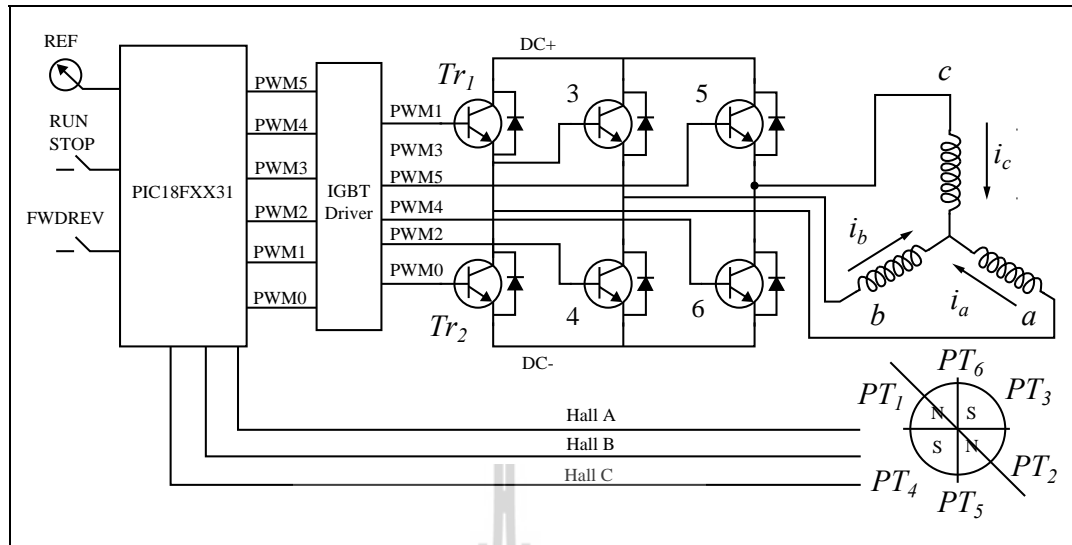 REF
RUN
STOP
FWDREV
PIC18FXX31
PWM5
PWM4
PWM3
PWM2
PWM1
PWM0
IGBT
Driver
PWM1
PWM3
PWM5
PWM4
PWM2
PWM0
DC+
Tr1
3
5
Tr2
4
6
DC-
c
ic
ib
b
ia
a
Hall A
Hall B
Hall C
PT6
PT1
PT3
N
S
S
N
PT4
PT2
PT5